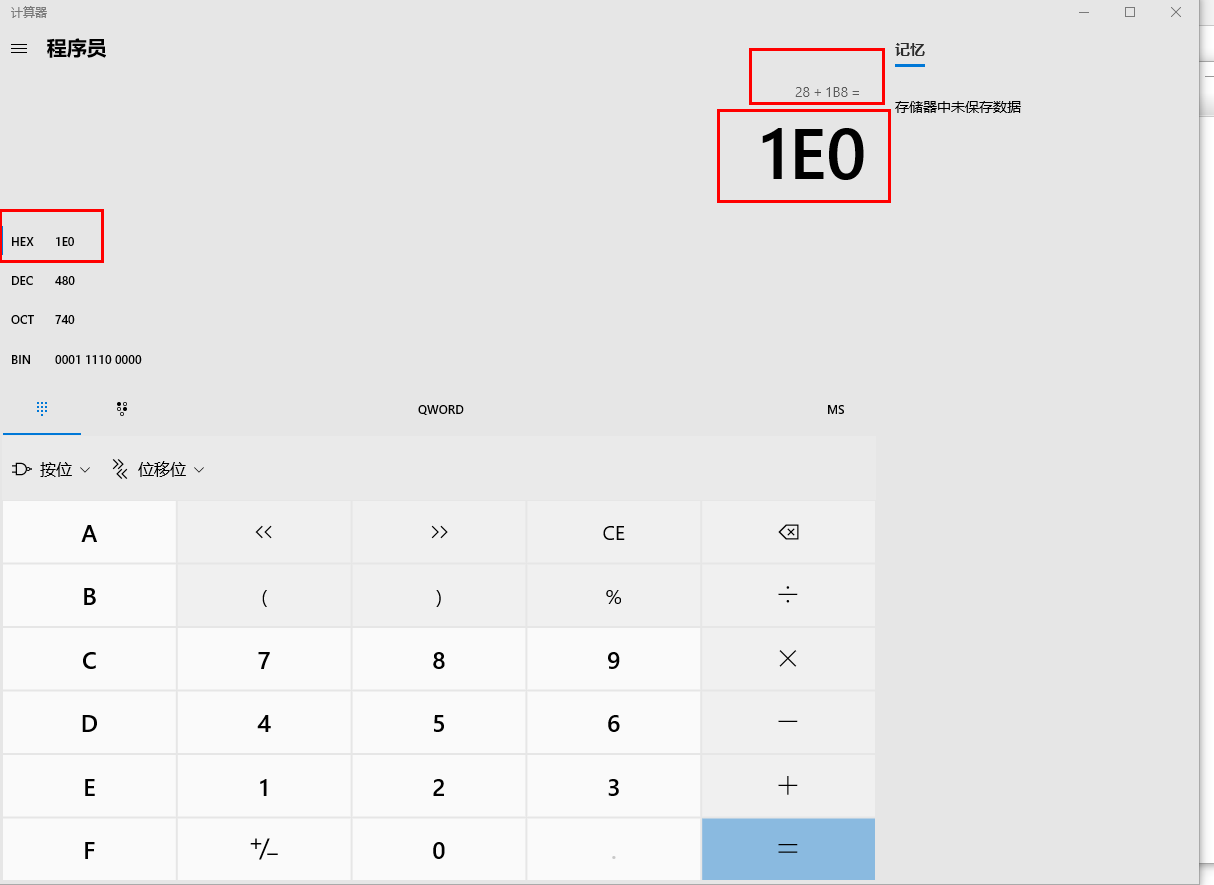 计算器
程序员
记忆
28 + 1B8 =
存储器中未保存数据
1E0
HEX 1E0
DEC 480
OCT 740
BIN 0001 1110 0000
QWORD MS
按位 位移位
A << >> CE
B ( ) % ÷
C 7 8 9 ×
D 4 5 6 −
E 1 2 3 +
F +/− 0 . =